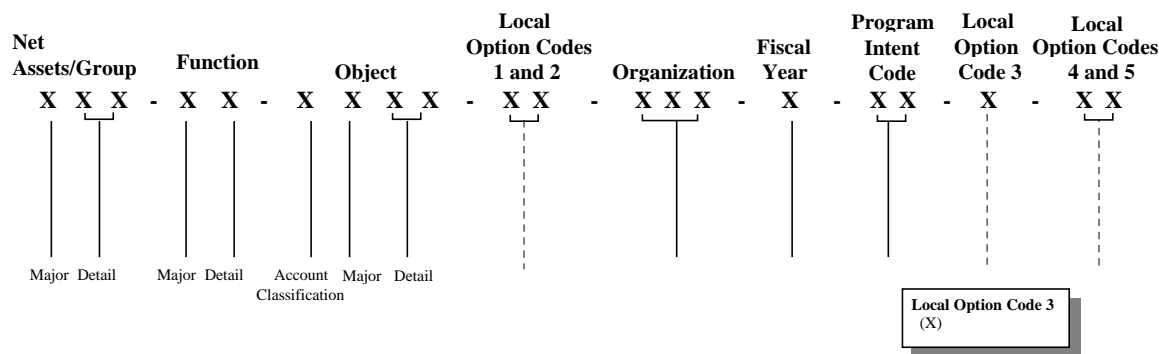 Net
Assets/Group
Function
Object
Local
Option Codes
1 and 2
Organization
Fiscal
Year
Program
Intent
Code
Local
Option
Code 3
Local
Option Codes
4 and 5
X X X - X X - X X X X - X X - X X X - X - X X - X - X X
Major Detail Major Detail Account Major Detail
Classification
Local Option Code 3
(X)